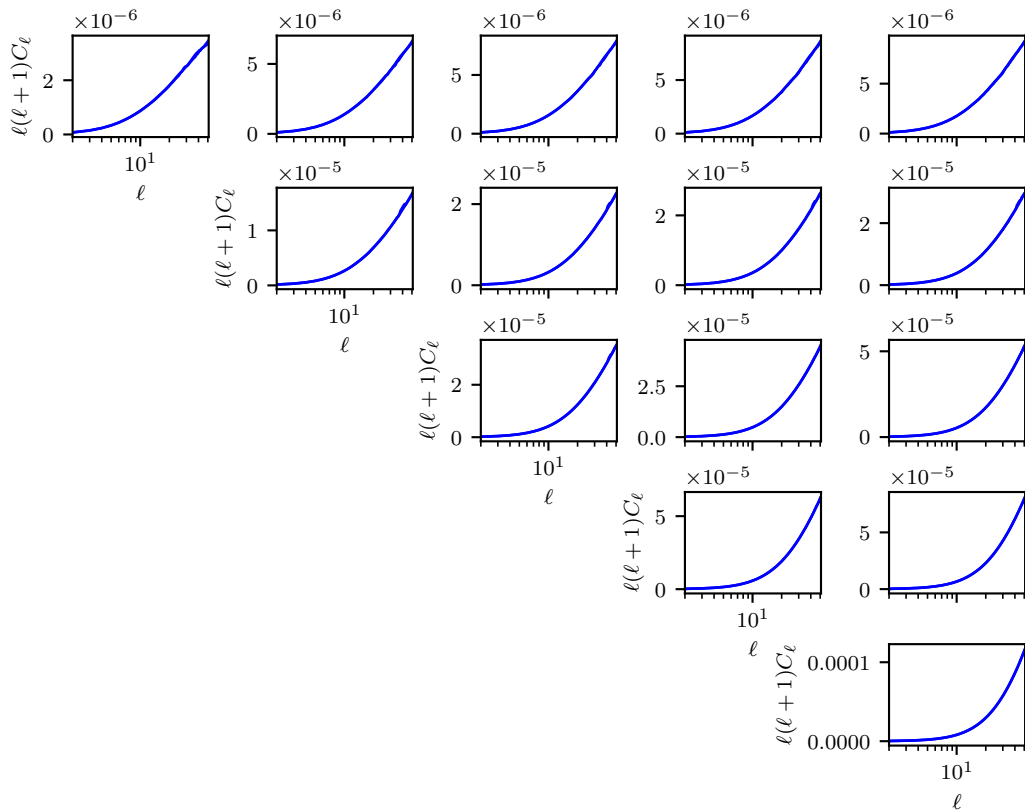 ×10⁻⁶ ×10⁻⁶ ×10⁻⁶ ×10⁻⁶ ×10⁻⁶
ℓ(ℓ + 1)Cℓ
2
0
5
0
5
0
5
0
5
0
10¹
ℓ
×10⁻⁵ ×10⁻⁵ ×10⁻⁵ ×10⁻⁵
ℓ(ℓ + 1)Cℓ
1
0
2
0
2
0
2
0
10¹
ℓ
×10⁻⁵ ×10⁻⁵ ×10⁻⁵
ℓ(ℓ + 1)Cℓ
2
0
2.5
0.0
5
0
10¹
ℓ
×10⁻⁵ ×10⁻⁵
ℓ(ℓ + 1)Cℓ
5
0
5
0
10¹
ℓ
ℓ(ℓ + 1)Cℓ
0.0001
0.0000
10¹
ℓ